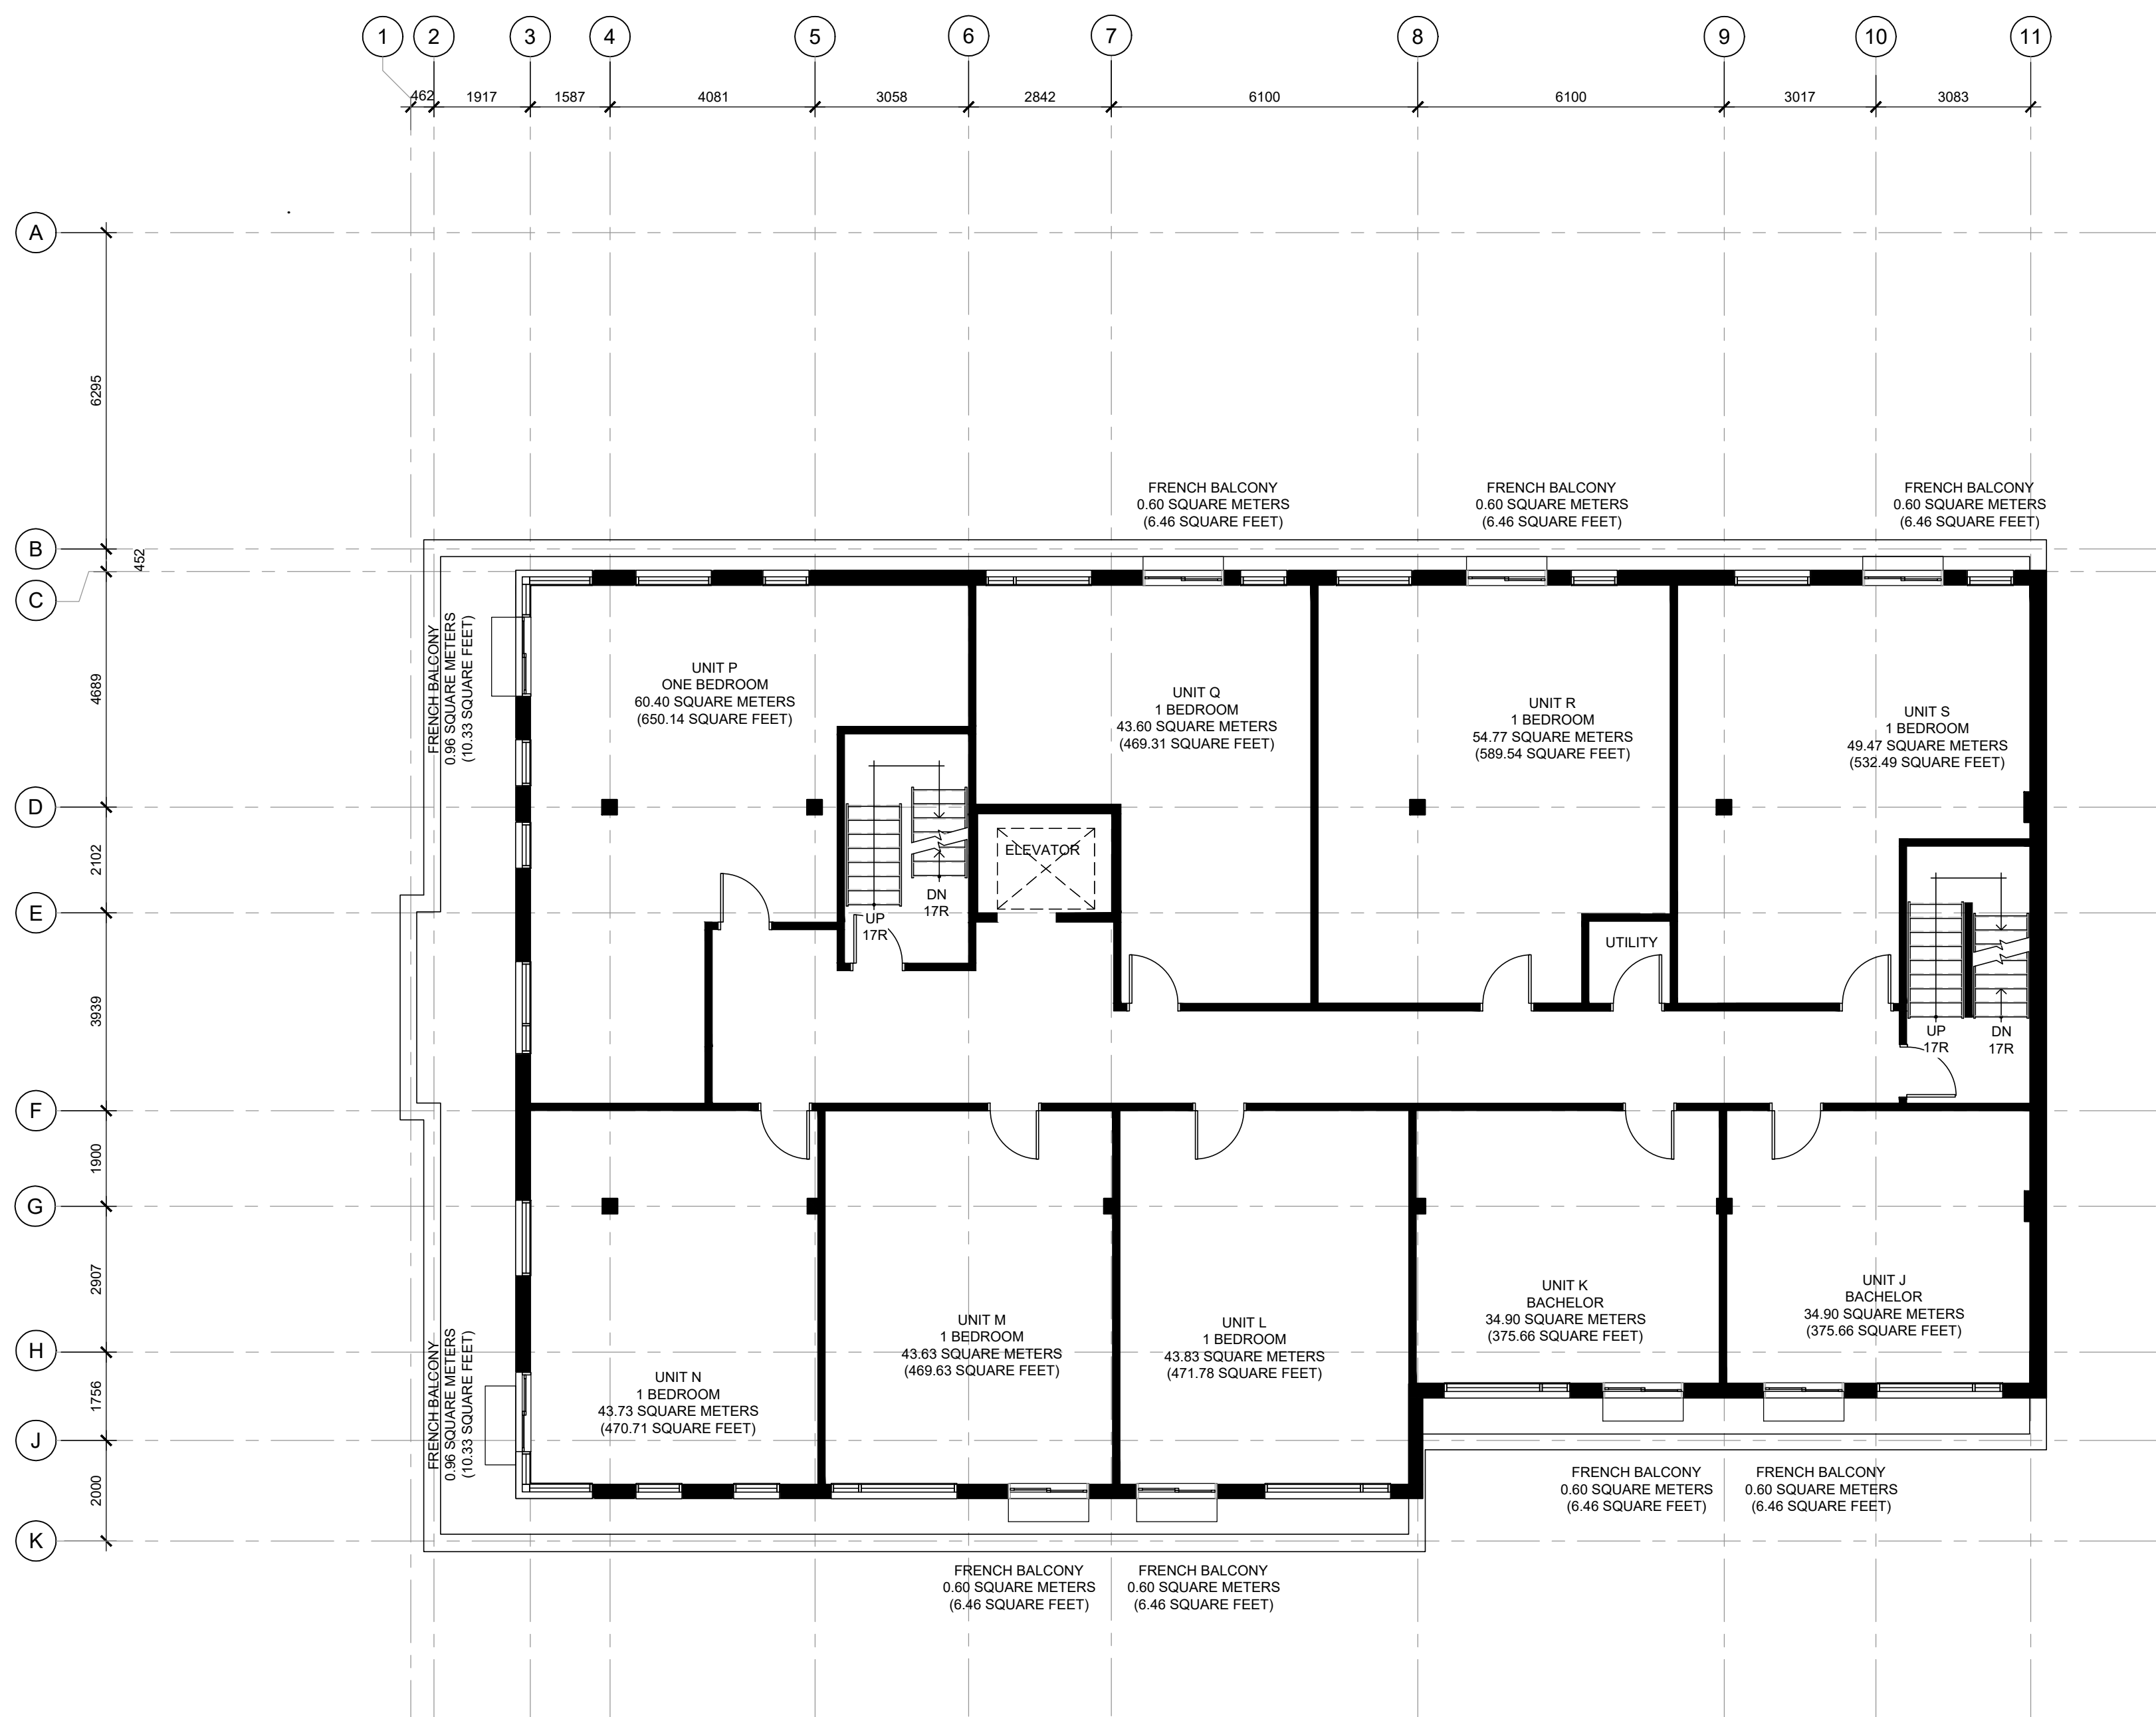 1 2 3 4 5 6 7 8 9 10 11
462 1917 1587 4081 3058 2842 6100 6100 3017 3083
A
6295
B
452
C
4689
D
2102
E
3939
F
1900
G
2907
H
1756
J
2000
K
FRENCH BALCONY
0.60 SQUARE METERS
(6.46 SQUARE FEET)
FRENCH BALCONY
0.60 SQUARE METERS
(6.46 SQUARE FEET)
FRENCH BALCONY
0.60 SQUARE METERS
(6.46 SQUARE FEET)
FRENCH BALCONY
0.96 SQUARE METERS
(10.33 SQUARE FEET)
UNIT P
ONE BEDROOM
60.40 SQUARE METERS
(650.14 SQUARE FEET)
UNIT Q
1 BEDROOM
43.60 SQUARE METERS
(469.31 SQUARE FEET)
UNIT R
1 BEDROOM
54.77 SQUARE METERS
(589.54 SQUARE FEET)
UNIT S
1 BEDROOM
49.47 SQUARE METERS
(532.49 SQUARE FEET)
ELEVATOR
DN
17R
UP
17R
UTILITY
UP
17R
DN
17R
FRENCH BALCONY
0.96 SQUARE METERS
(10.33 SQUARE FEET)
UNIT N
1 BEDROOM
43.73 SQUARE METERS
(470.71 SQUARE FEET)
UNIT M
1 BEDROOM
43.63 SQUARE METERS
(469.63 SQUARE FEET)
UNIT L
1 BEDROOM
43.83 SQUARE METERS
(471.78 SQUARE FEET)
UNIT K
BACHELOR
34.90 SQUARE METERS
(375.66 SQUARE FEET)
UNIT J
BACHELOR
34.90 SQUARE METERS
(375.66 SQUARE FEET)
FRENCH BALCONY
0.60 SQUARE METERS
(6.46 SQUARE FEET)
FRENCH BALCONY
0.60 SQUARE METERS
(6.46 SQUARE FEET)
FRENCH BALCONY
0.60 SQUARE METERS
(6.46 SQUARE FEET)
FRENCH BALCONY
0.60 SQUARE METERS
(6.46 SQUARE FEET)